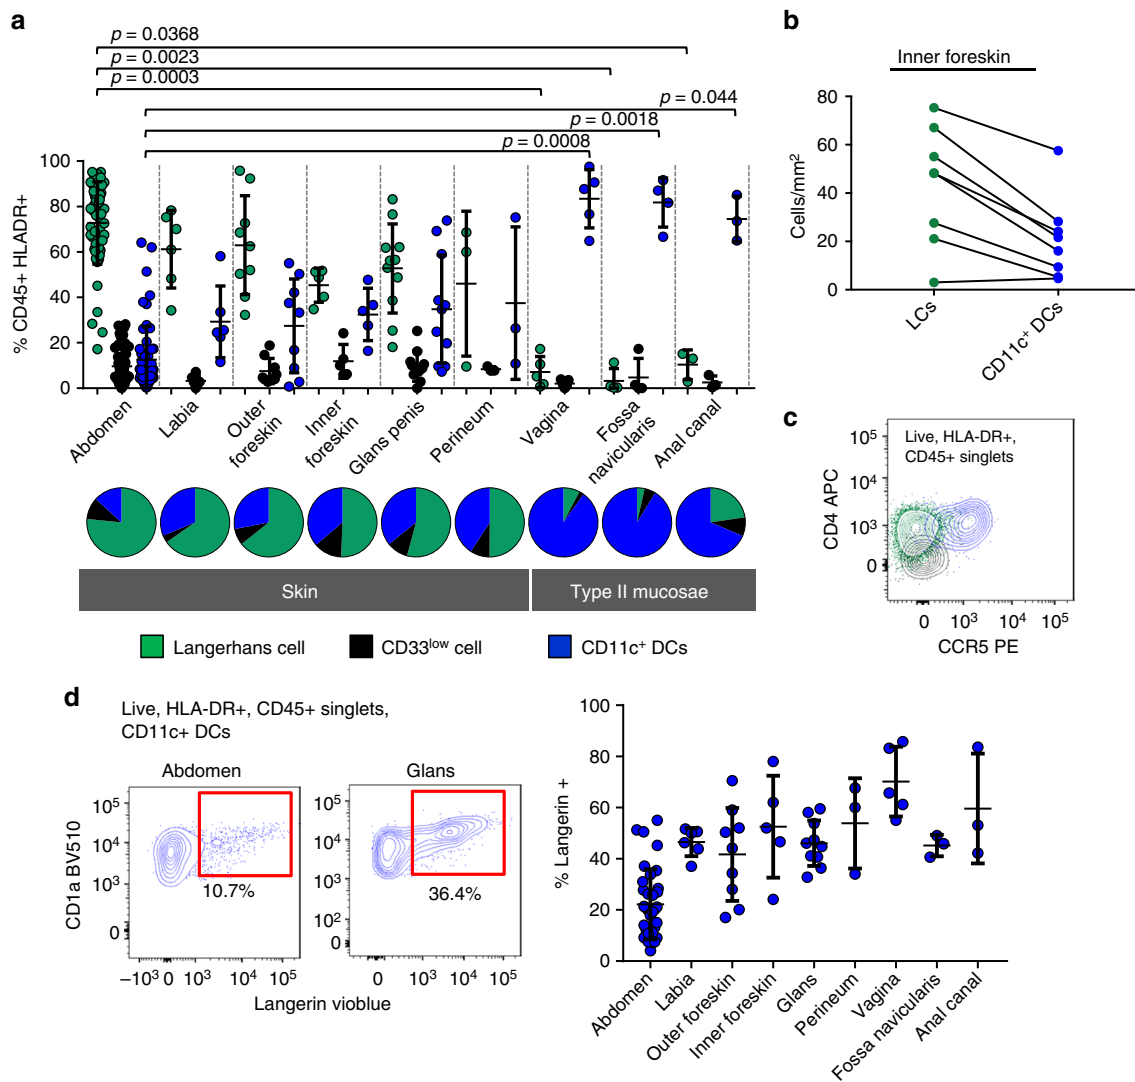 a
p = 0.0368
p = 0.0023
p = 0.0003
p = 0.044
p = 0.0018
p = 0.0008
% CD45+ HLADR+
100
80
60
40
20
0
Abdomen
Labia
Outer
foreskin
Inner
foreskin
Glans penis
Perineum
Vagina
Fossa
navicularis
Anal canal
Skin
Type II mucosae
Langerhans cell
CD33low cell
CD11c+ DCs
b
Inner foreskin
Cells/mm2
80
60
40
20
0
LCs
CD11c+ DCs
c
Live, HLA-DR+,
CD45+ singlets
CD4 APC
105
104
103
0
0
103
104
105
CCR5 PE
d
Live, HLA-DR+, CD45+ singlets,
CD11c+ DCs
Abdomen
Glans
CD1a BV510
105
104
103
0
10.7%
−103
0
103
104
105
105
104
103
102
0
36.4%
0
103
104
105
Langerin vioblue
% Langerin +
100
80
60
40
20
0
Abdomen
Labia
Outer foreskin
Inner foreskin
Glans
Perineum
Vagina
Fossa navicularis
Anal canal